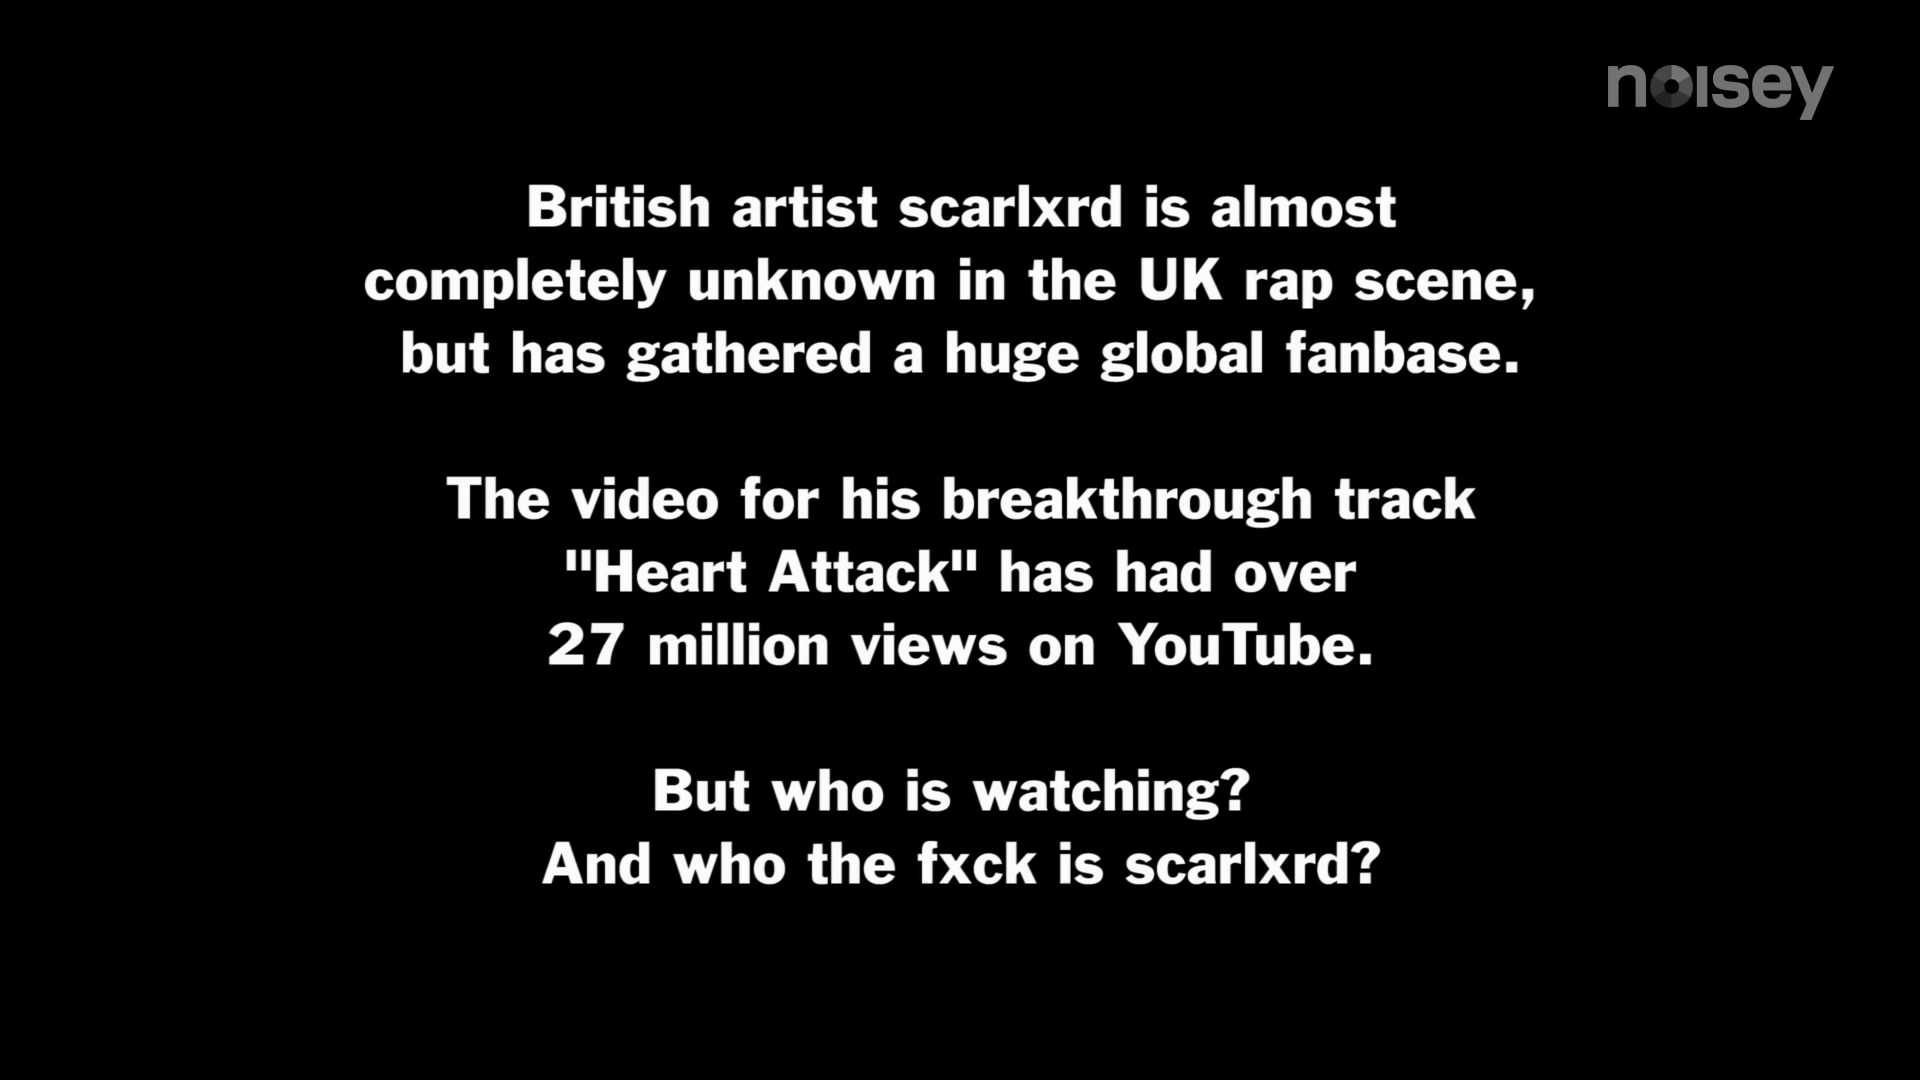 noisey
British artist scarlxrd is almost
completely unknown in the UK rap scene,
but has gathered a huge global fanbase.
The video for his breakthrough track
"Heart Attack" has had over
27 million views on YouTube.
But who is watching?
And who the fxck is scarlxrd?